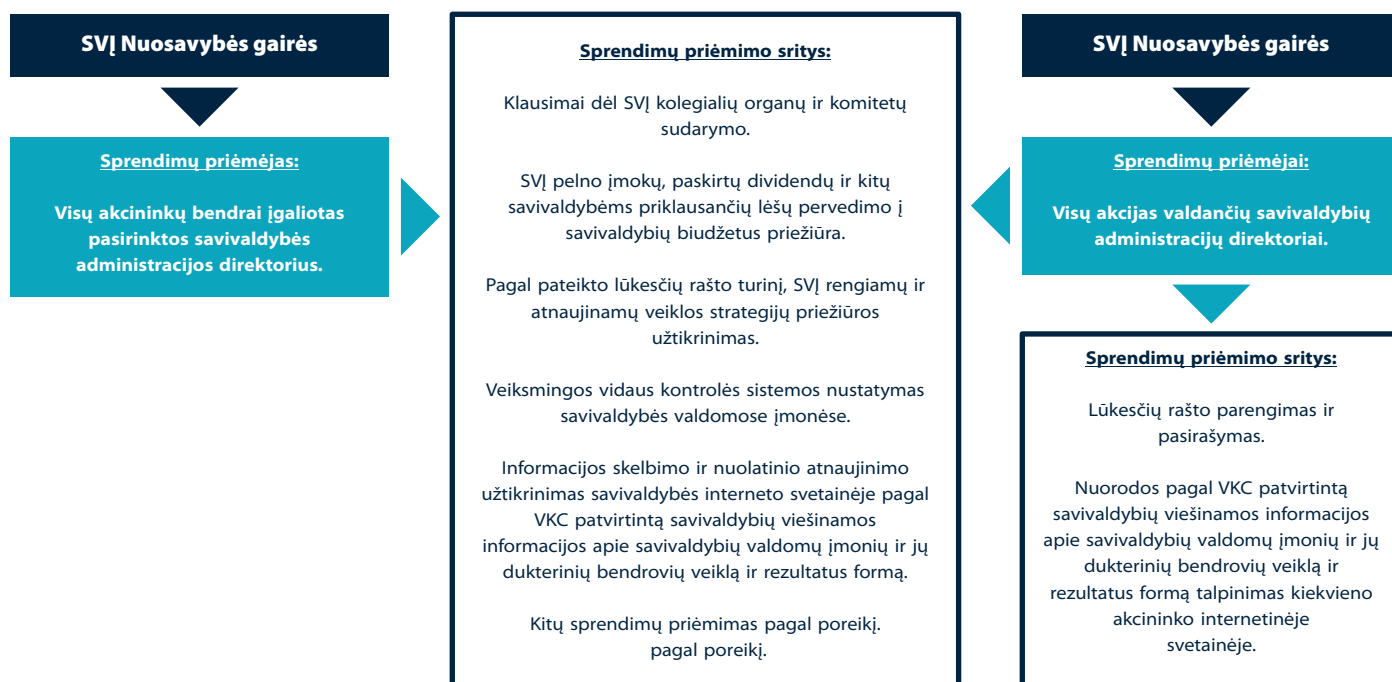 SVĮ Nuosavybės gairės
Sprendimų priėmėjas:
Visų akcininkų bendrai įgaliotas
pasirinktos savivaldybės
administracijos direktorius.
Sprendimų priėmimo sritys:
Klausimai dėl SVĮ kolegialių organų ir komitetų
sudarymo.
SVĮ pelno įmokų, paskirtų dividendų ir kitų
savivaldybėms priklausančių lėšų pervedimo į
savivaldybių biudžetus priežiūra.
Pagal pateikto lūkesčių rašto turinį, SVĮ rengiamų ir
atnaujinamų veiklos strategijų priežiūros
užtikrinimas.
Veiksmingos vidaus kontrolės sistemos nustatymas
savivaldybės valdomose įmonėse.
Informacijos skelbimo ir nuolatinio atnaujinimo
užtikrinimas savivaldybės interneto svetainėje pagal
VKC patvirtintą savivaldybių viešinamos
informacijos apie savivaldybių valdomų įmonių ir jų
dukterinių bendrovių veiklą ir rezultatus formą.
Kitų sprendimų priėmimas pagal poreikį.
pagal poreikį.
SVĮ Nuosavybės gairės
Sprendimų priėmėjai:
Visų akcijas valdančių savivaldybių
administracijų direktoriai.
Sprendimų priėmimo sritys:
Lūkesčių rašto parengimas ir
pasirašymas.
Nuorodos pagal VKC patvirtintą
savivaldybių viešinamos informacijos
apie savivaldybių valdomų įmonių ir jų
dukterinių bendrovių veiklą ir
rezultatus formą talpinimas kiekvieno
akcininko internetinėje
svetainėje.